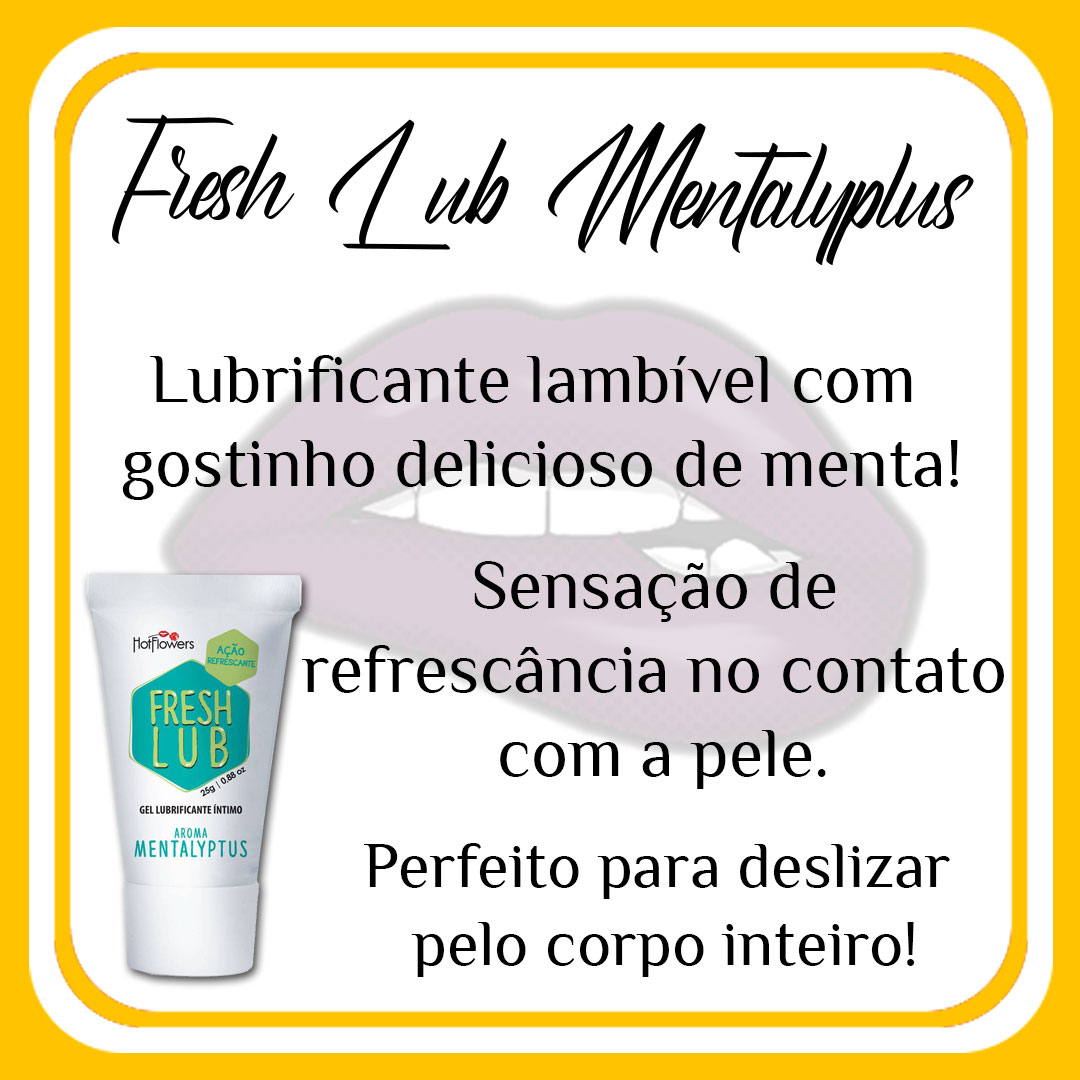 Fresh Lub Mentalyplus
Lubrificante lambível com
gostinho delicioso de menta!
Sensação de
refrescância no contato
com a pele.
Perfeito para deslizar
pelo corpo inteiro!
HotFlowers
AÇÃO
REFRESCANTE
FRESH
LUB
25g | 0.88 oz
GEL LUBRIFICANTE ÍNTIMO
AROMA
MENTALYPTUS